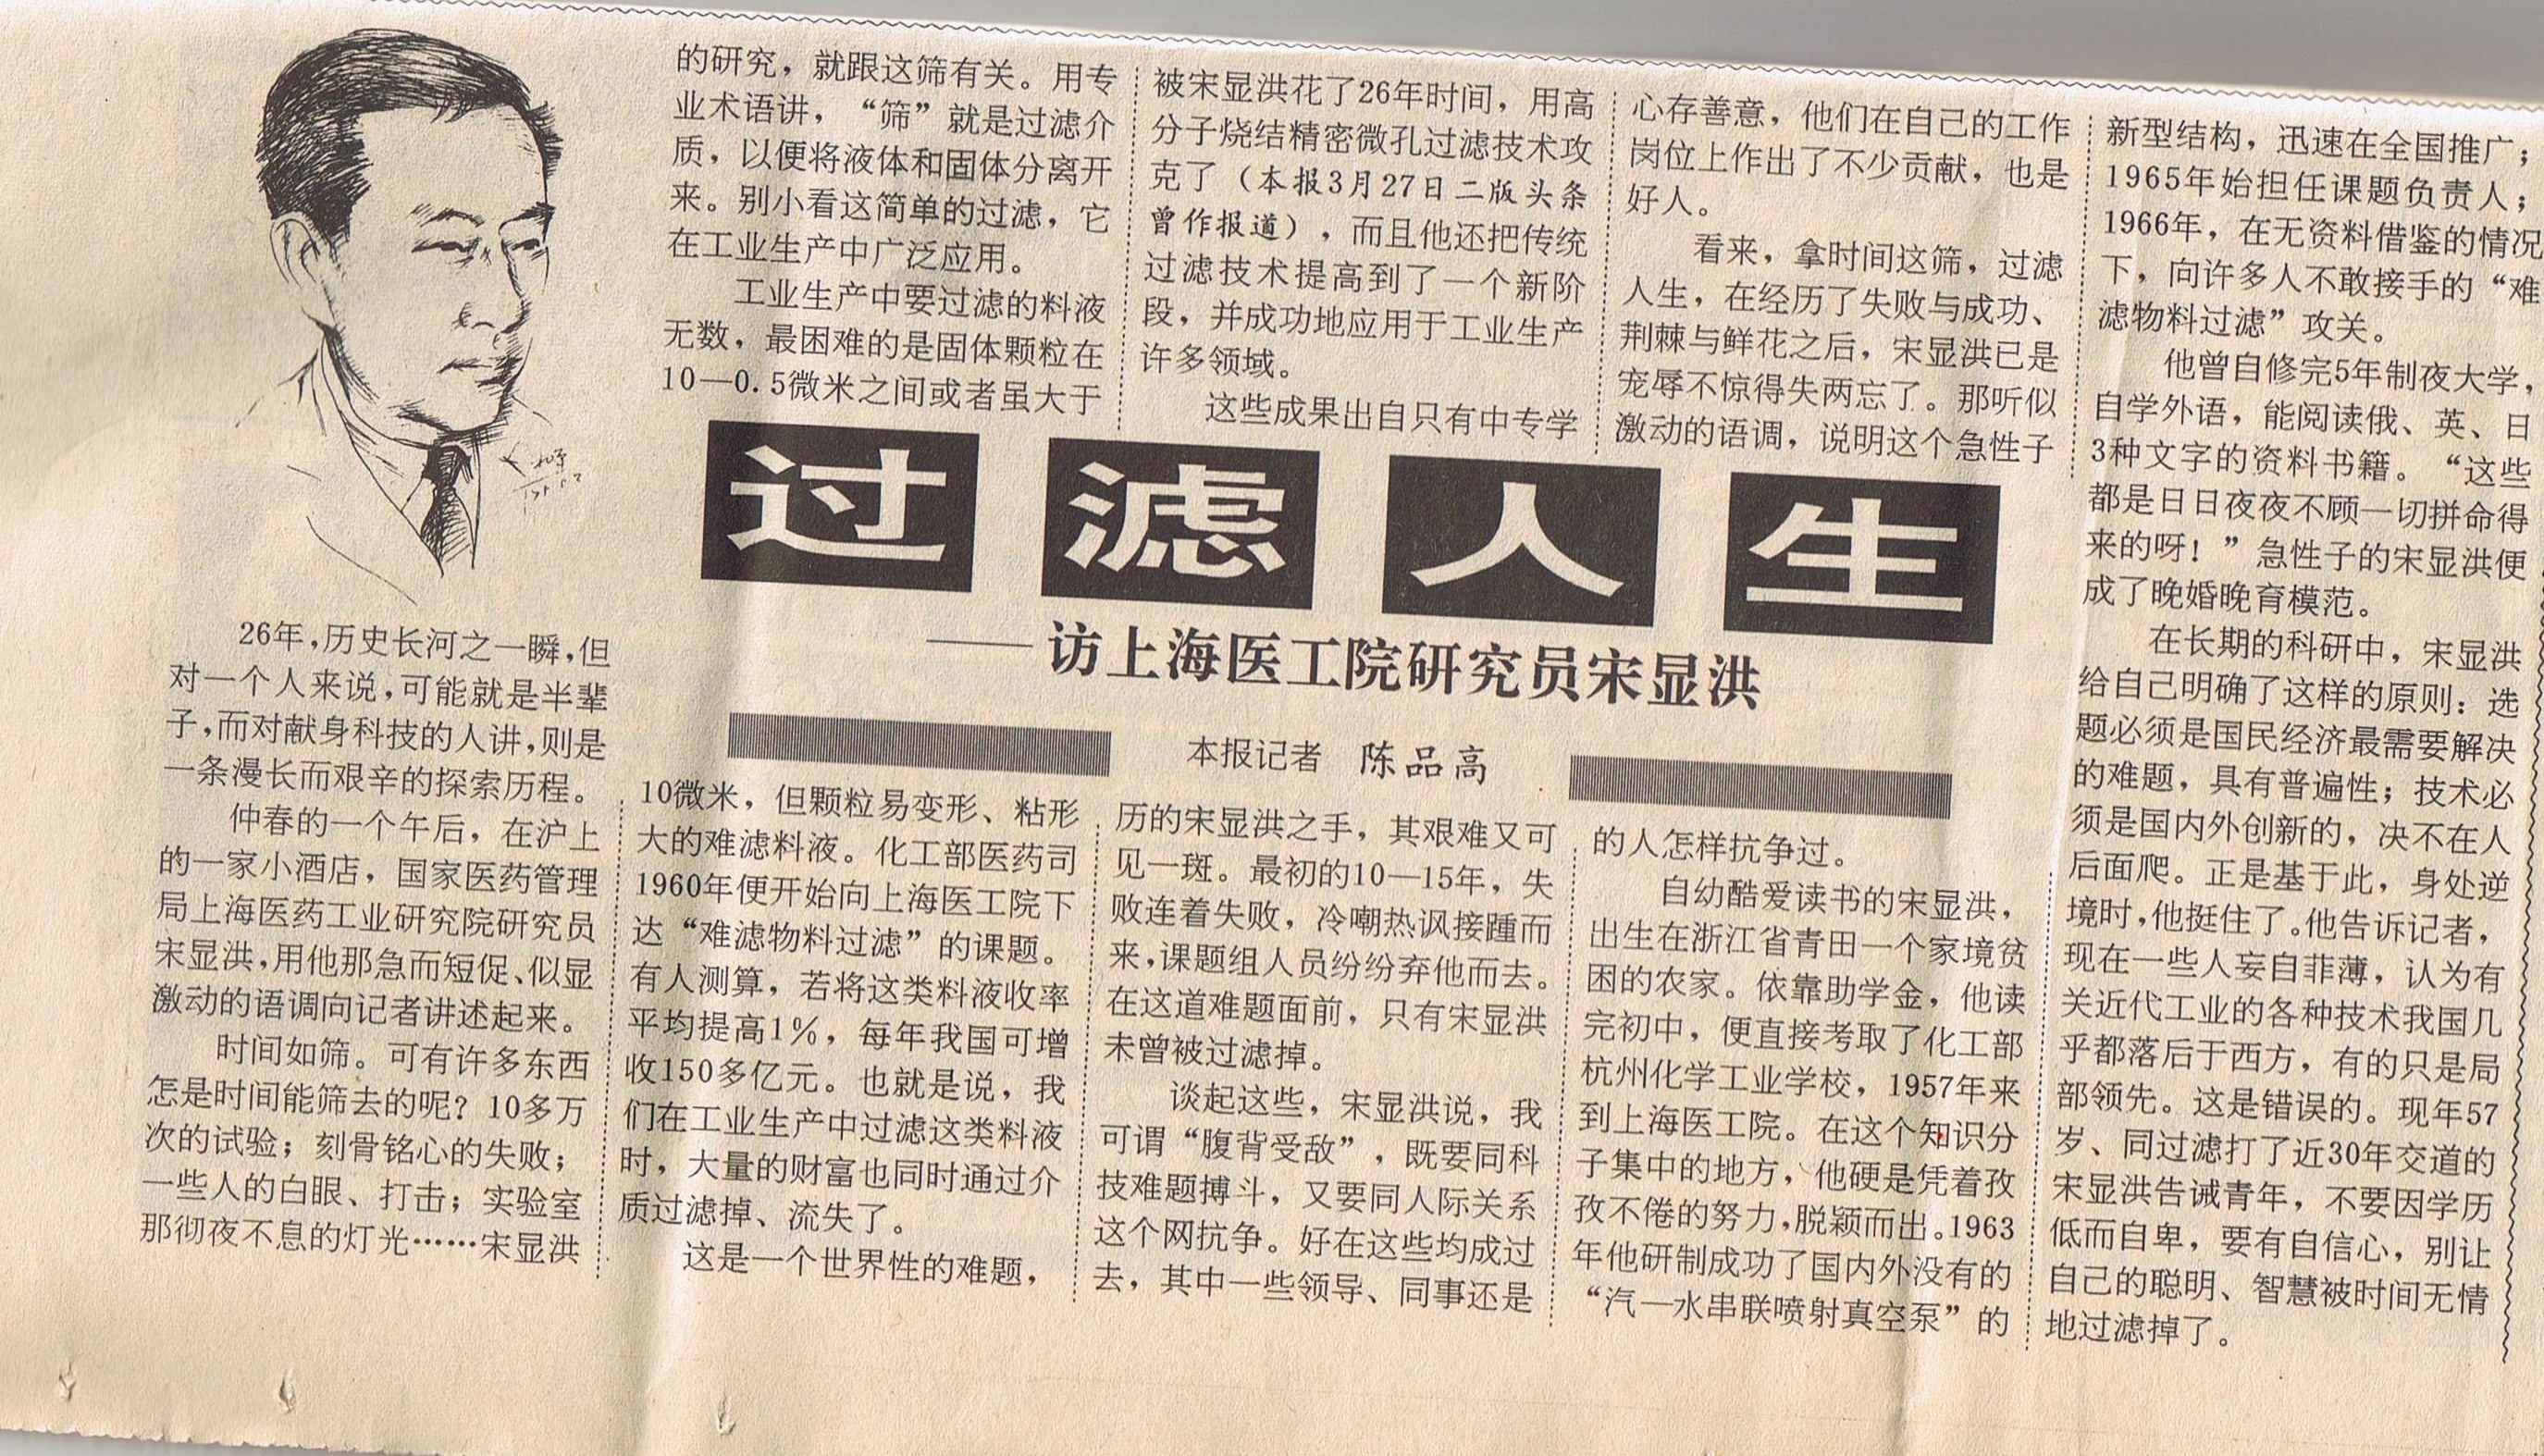 过滤人生
——访上海医工院研究员宋显洪
本报记者 陈品高
26年,历史长河之一瞬,但
对一个人来说,可能就是半辈
子,而对献身科技的人讲,则是
一条漫长而艰辛的探索历程。
仲春的一个午后，在沪上
的一家小酒店，国家医药管理
局上海医药工业研究院研究员
宋显洪,用他那急而短促、似显
激动的语调向记者讲述起来。
时间如筛。可有许多东西
怎是时间能筛去的呢？10多万
次的试验；刻骨铭心的失败；
一些人的白眼、打击；实验室
那彻夜不息的灯光……宋显洪
的研究，就跟这筛有关。用专
业术语讲，“筛”就是过滤介
质，以便将液体和固体分离开
来。别小看这简单的过滤，它
在工业生产中广泛应用。
工业生产中要过滤的料液
无数，最困难的是固体颗粒在
10—0.5微米之间或者虽大于
10微米，但颗粒易变形、粘形
大的难滤料液。化工部医药司
1960年便开始向上海医工院下
达“难滤物料过滤”的课题。
有人测算，若将这类料液收率
平均提高1%，每年我国可增
收150多亿元。也就是说，我
们在工业生产中过滤这类料液
时，大量的财富也同时通过介
质过滤掉、流失了。
这是一个世界性的难题，
被宋显洪花了26年时间，用高
分子烧结精密微孔过滤技术攻
克了（本报3月27日二版头条
曾作报道），而且他还把传统
过滤技术提高到了一个新阶
段，并成功地应用于工业生产
许多领域。
这些成果出自只有中专学
历的宋显洪之手，其艰难又可
见一斑。最初的10—15年，失
败连着失败，冷嘲热讽接踵而
来,课题组人员纷纷弃他而去。
在这道难题面前，只有宋显洪
未曾被过滤掉。
谈起这些，宋显洪说，我
可谓“腹背受敌”，既要同科
技难题搏斗，又要同人际关系
这个网抗争。好在这些均成过
去，其中一些领导、同事还是
心存善意，他们在自己的工作
岗位上作出了不少贡献，也是
好人。
看来，拿时间这筛，过滤
人生，在经历了失败与成功、
荆棘与鲜花之后，宋显洪已是
宠辱不惊得失两忘了。那听似
激动的语调，说明这个急性子
的人怎样抗争过。
自幼酷爱读书的宋显洪，
出生在浙江省青田一个家境贫
困的农家。依靠助学金，他读
完初中，便直接考取了化工部
杭州化学工业学校，1957年来
到上海医工院。在这个知识分
子集中的地方，他硬是凭着孜
孜不倦的努力,脱颖而出。1963
年他研制成功了国内外没有的
“汽—水串联喷射真空泵”的
新型结构，迅速在全国推广；
1965年始担任课题负责人；
1966年，在无资料借鉴的情况
下，向许多人不敢接手的“难
滤物料过滤”攻关。
他曾自修完5年制夜大学，
自学外语，能阅读俄、英、日
3种文字的资料书籍。“这些
都是日日夜夜不顾一切拼命得
来的呀！”急性子的宋显洪便
成了晚婚晚育模范。
在长期的科研中，宋显洪
给自己明确了这样的原则：选
题必须是国民经济最需要解决
的难题，具有普遍性；技术必
须是国内外创新的，决不在人
后面爬。正是基于此，身处逆
境时,他挺住了。他告诉记者，
现在一些人妄自菲薄，认为有
关近代工业的各种技术我国几
乎都落后于西方，有的只是局
部领先。这是错误的。现年57
岁、同过滤打了近30年交道的
宋显洪告诫青年，不要因学历
低而自卑，要有自信心，别让
自己的聪明、智慧被时间无情
地过滤掉了。